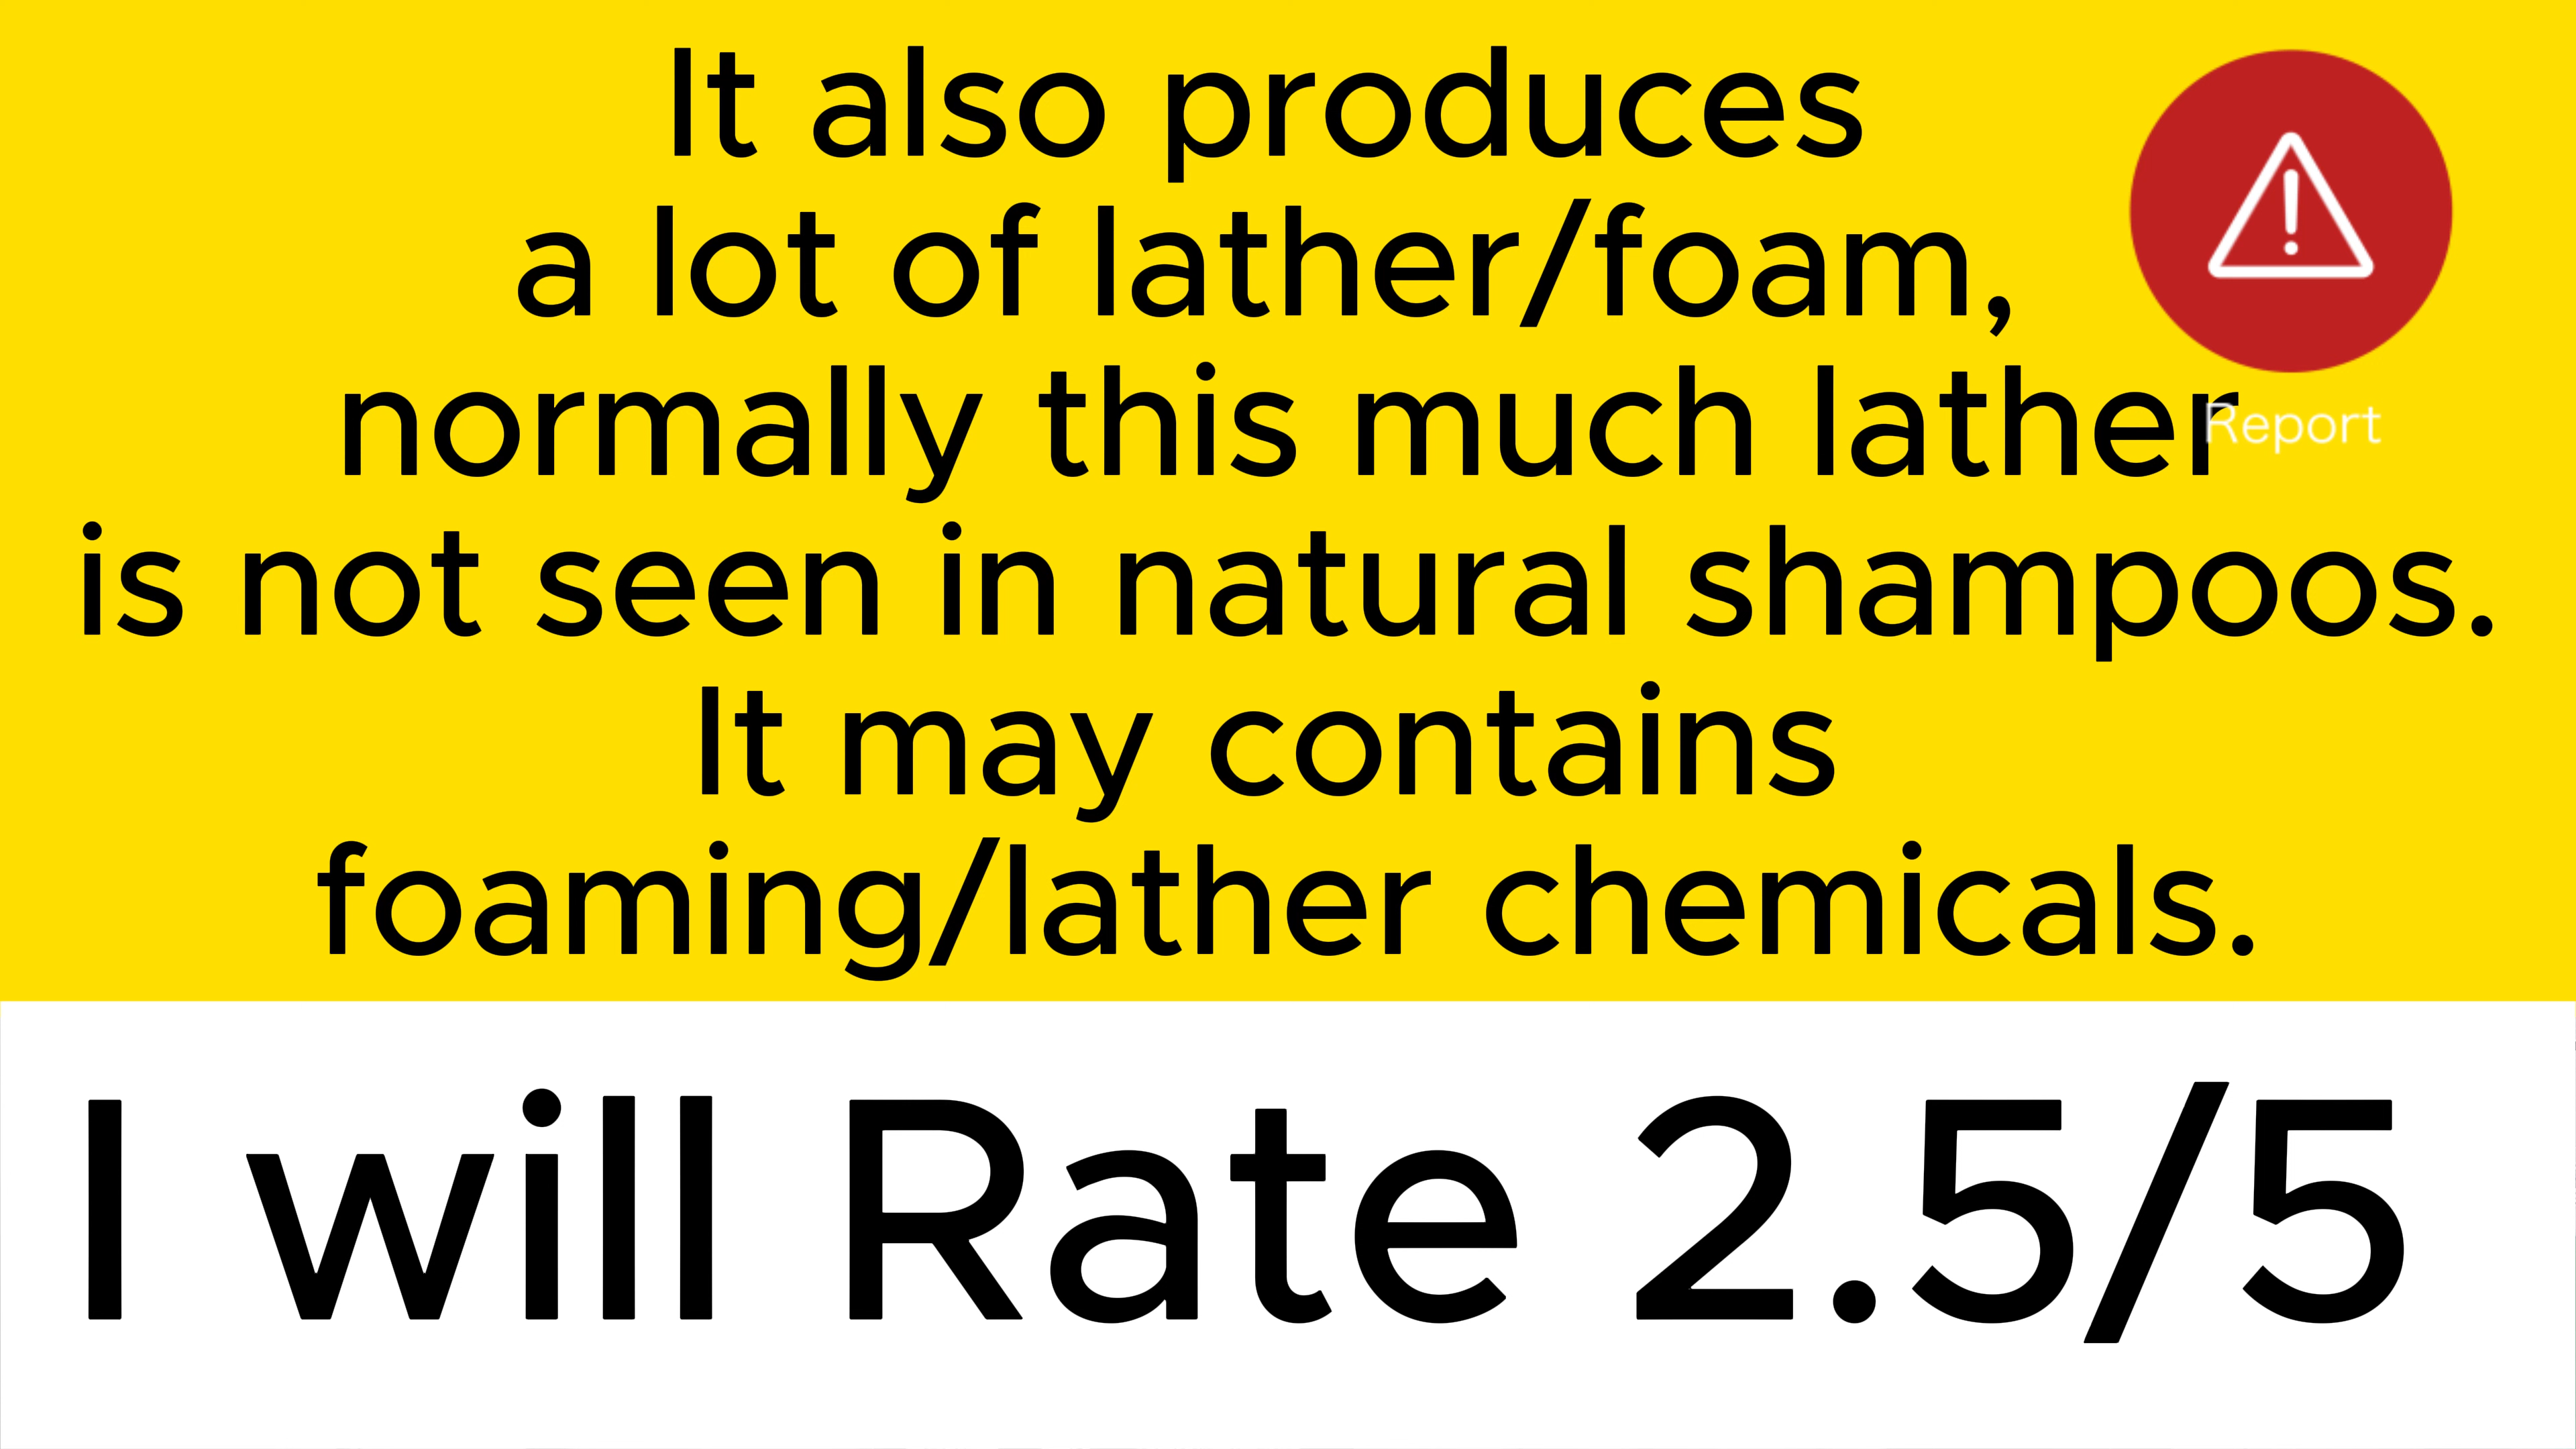 It also produces
a lot of lather/foam,
normally this much lather
Report
is not seen in natural shampoos.
It may contains
foaming/lather chemicals.
I will Rate 2.5/5